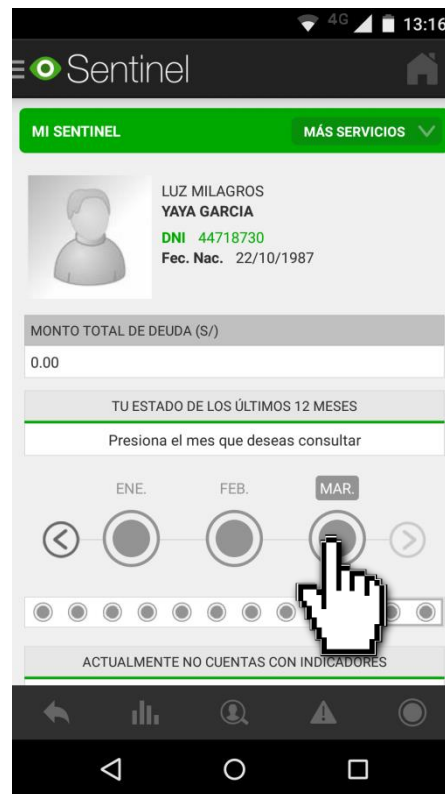 4G 13:16
Sentinel
MI SENTINEL MÁS SERVICIOS
LUZ MILAGROS
YAYA GARCIA
DNI 44718730
Fec. Nac. 22/10/1987
MONTO TOTAL DE DEUDA (S/)
0.00
TU ESTADO DE LOS ÚLTIMOS 12 MESES
Presiona el mes que deseas consultar
ENE. FEB. MAR.
ACTUALMENTE NO CUENTAS CON INDICADORES